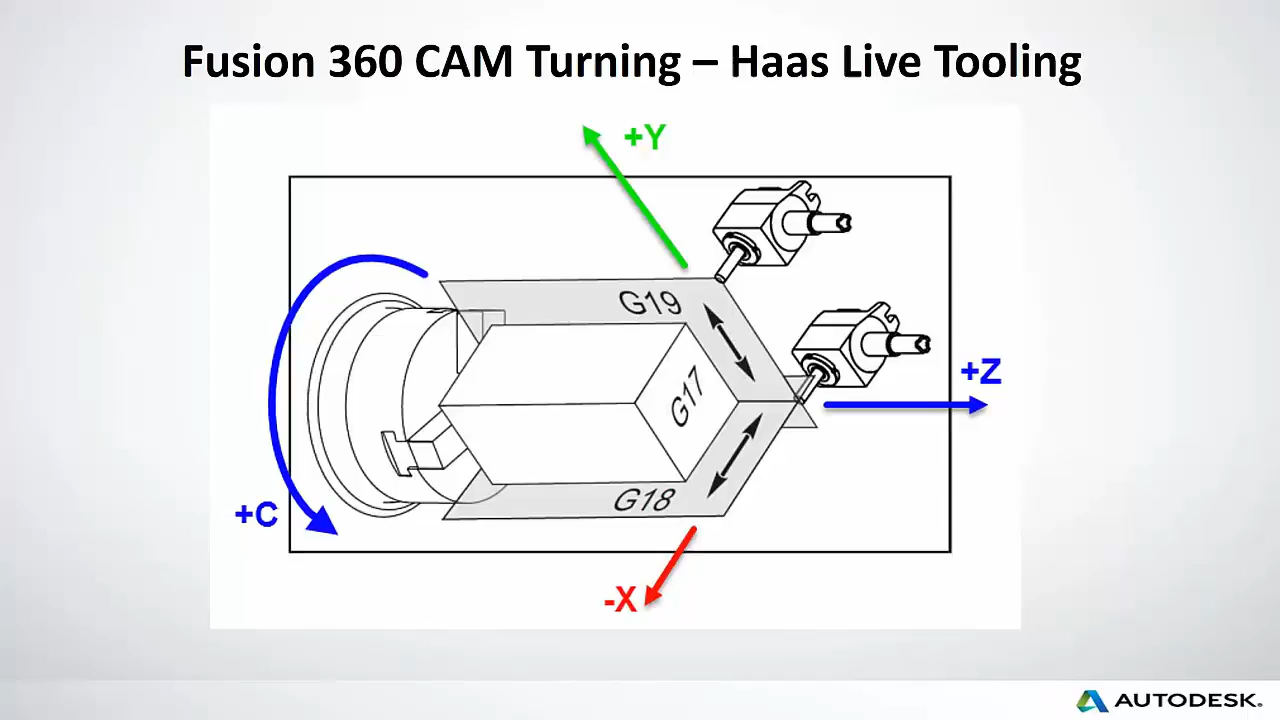 Fusion 360 CAM Turning – Haas Live Tooling
+Y
G19
G17
+Z
G18
+C
-X
AUTODESK.